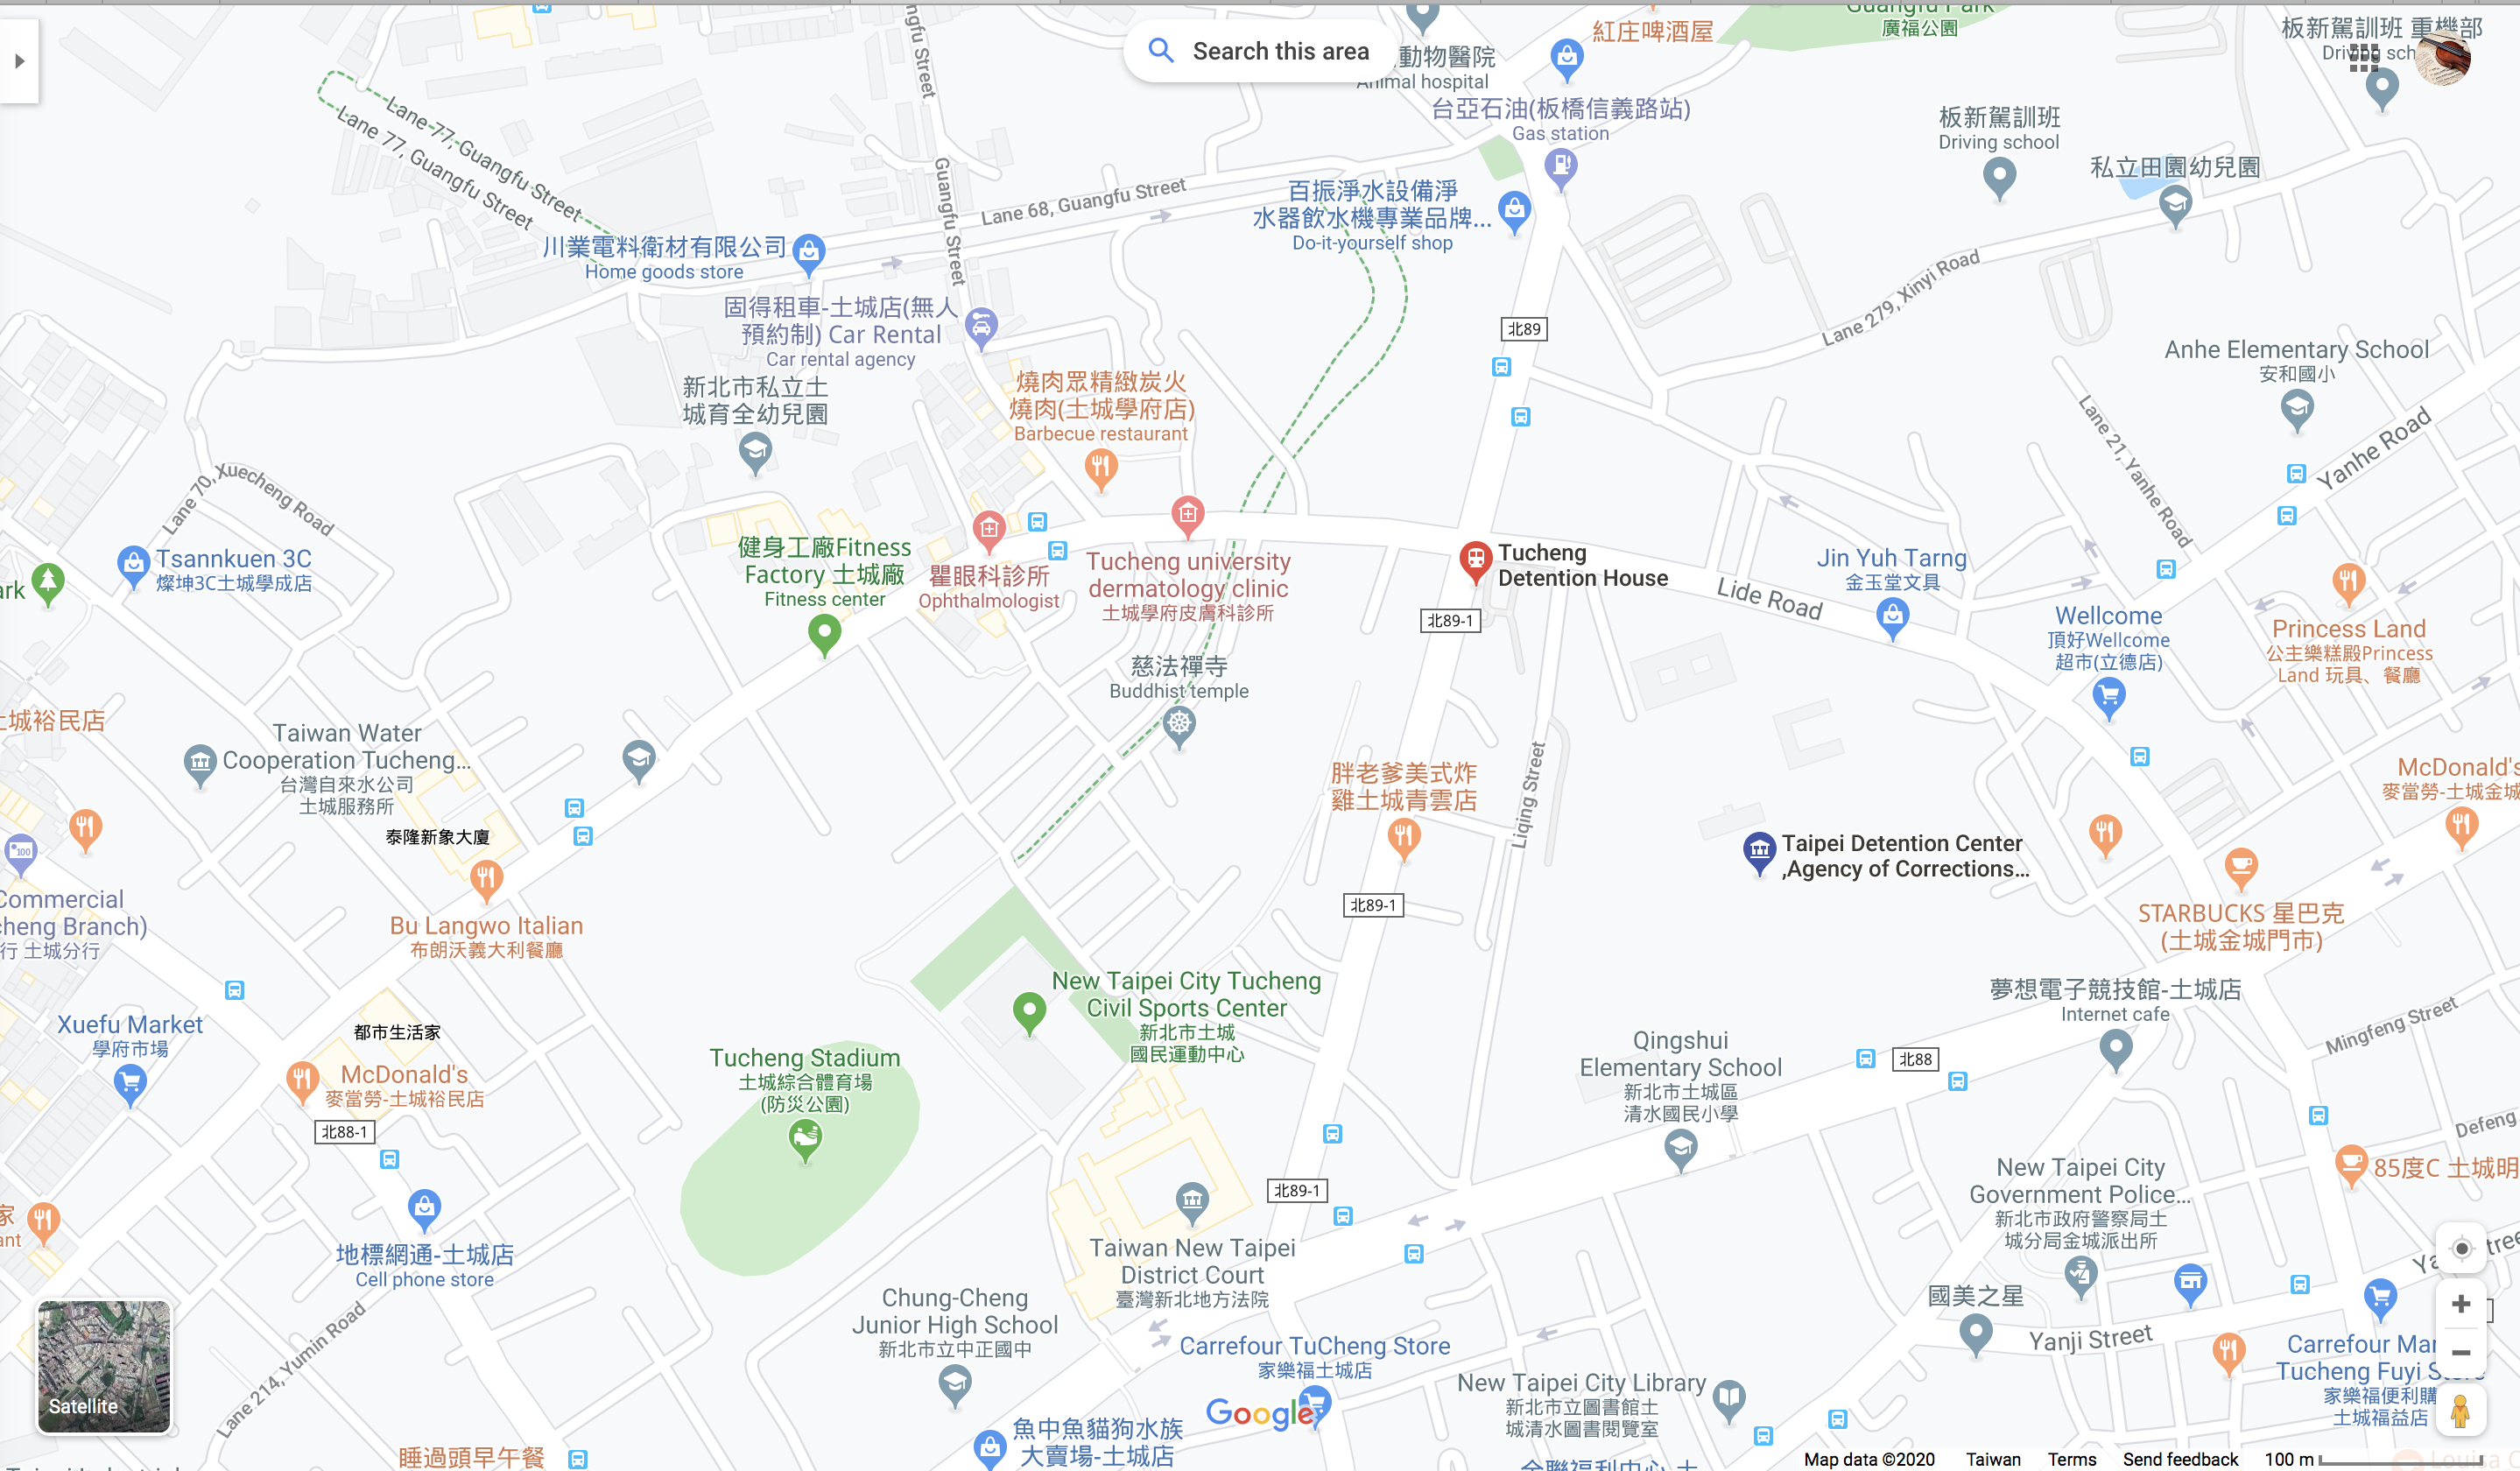 Guangfu Park
廣福公園
紅庄啤酒屋
板新駕訓班 重機部
Driving sch
Search this area
動物醫院
Animal hospital
ngfu Street
台亞石油(板橋信義路站)
Gas station
板新駕訓班
Driving school
私立田園幼兒園
Lane 77, Guangfu Street
Lane 77, Guangfu Street
Guangfu Street
Lane 68, Guangfu Street
百振淨水設備淨
水器飲水機專業品牌...
Do-it-yourself shop
川業電料衛材有限公司
Home goods store
固得租車-土城店(無人
預約制) Car Rental
Car rental agency
Lane 279, Xinyi Road
北89
Anhe Elementary School
安和國小
新北市私立土
城育全幼兒園
燒肉眾精緻炭火
燒肉(土城學府店)
Barbecue restaurant
Lane 21, Yanhe Road
Yanhe Road
Lane 70, Xuecheng Road
Tsannkuen 3C
燦坤3C土城學成店
ark
健身工廠Fitness
Factory 土城廠
Fitness center
瞿眼科診所
Ophthalmologist
Tucheng university
dermatology clinic
土城學府皮膚科診所
Tucheng
Detention House
北89-1
Lide Road
Jin Yuh Tarng
金玉堂文具
Wellcome
頂好Wellcome
超市(立德店)
Princess Land
公主樂糕殿Princess
Land 玩具、餐廳
慈法禪寺
Buddhist temple
土城裕民店
Taiwan Water
Cooperation Tucheng...
台灣自來水公司
土城服務所
泰隆新象大廈
胖老爹美式炸
雞土城青雲店
Liqing Street
McDonald's
麥當勞-土城金城
100
Taipei Detention Center
,Agency of Corrections...
Commercial
cheng Branch)
行 土城分行
Bu Langwo Italian
布朗沃義大利餐廳
北89-1
STARBUCKS 星巴克
(土城金城門市)
New Taipei City Tucheng
Civil Sports Center
新北市土城
國民運動中心
夢想電子競技館-土城店
Internet cafe
Mingfeng Street
Xuefu Market
學府市場
都市生活家
McDonald's
麥當勞-土城裕民店
北88-1
Tucheng Stadium
土城綜合體育場
(防災公園)
Qingshui
Elementary School
新北市土城區
清水國民小學
北88
Defeng
New Taipei City
Government Police...
新北市政府警察局土
城分局金城派出所
85度C 土城明
北89-1
家
ant
地標網通-土城店
Cell phone store
Taiwan New Taipei
District Court
臺灣新北地方法院
Chung-Cheng
Junior High School
新北市立中正國中
國美之星
Yanji Street
Carrefour TuCheng Store
家樂福土城店
Carrefour Mar
Tucheng Fuyi Store
家樂福便利購
土城福益店
Lane 214, Yumin Road
Satellite
New Taipei City Library
新北市立圖書館土
城清水圖書閱覽室
Google
魚中魚貓狗水族
大賣場-土城店
睡過頭早午餐
Map data ©2020 Taiwan Terms Send feedback 100 m